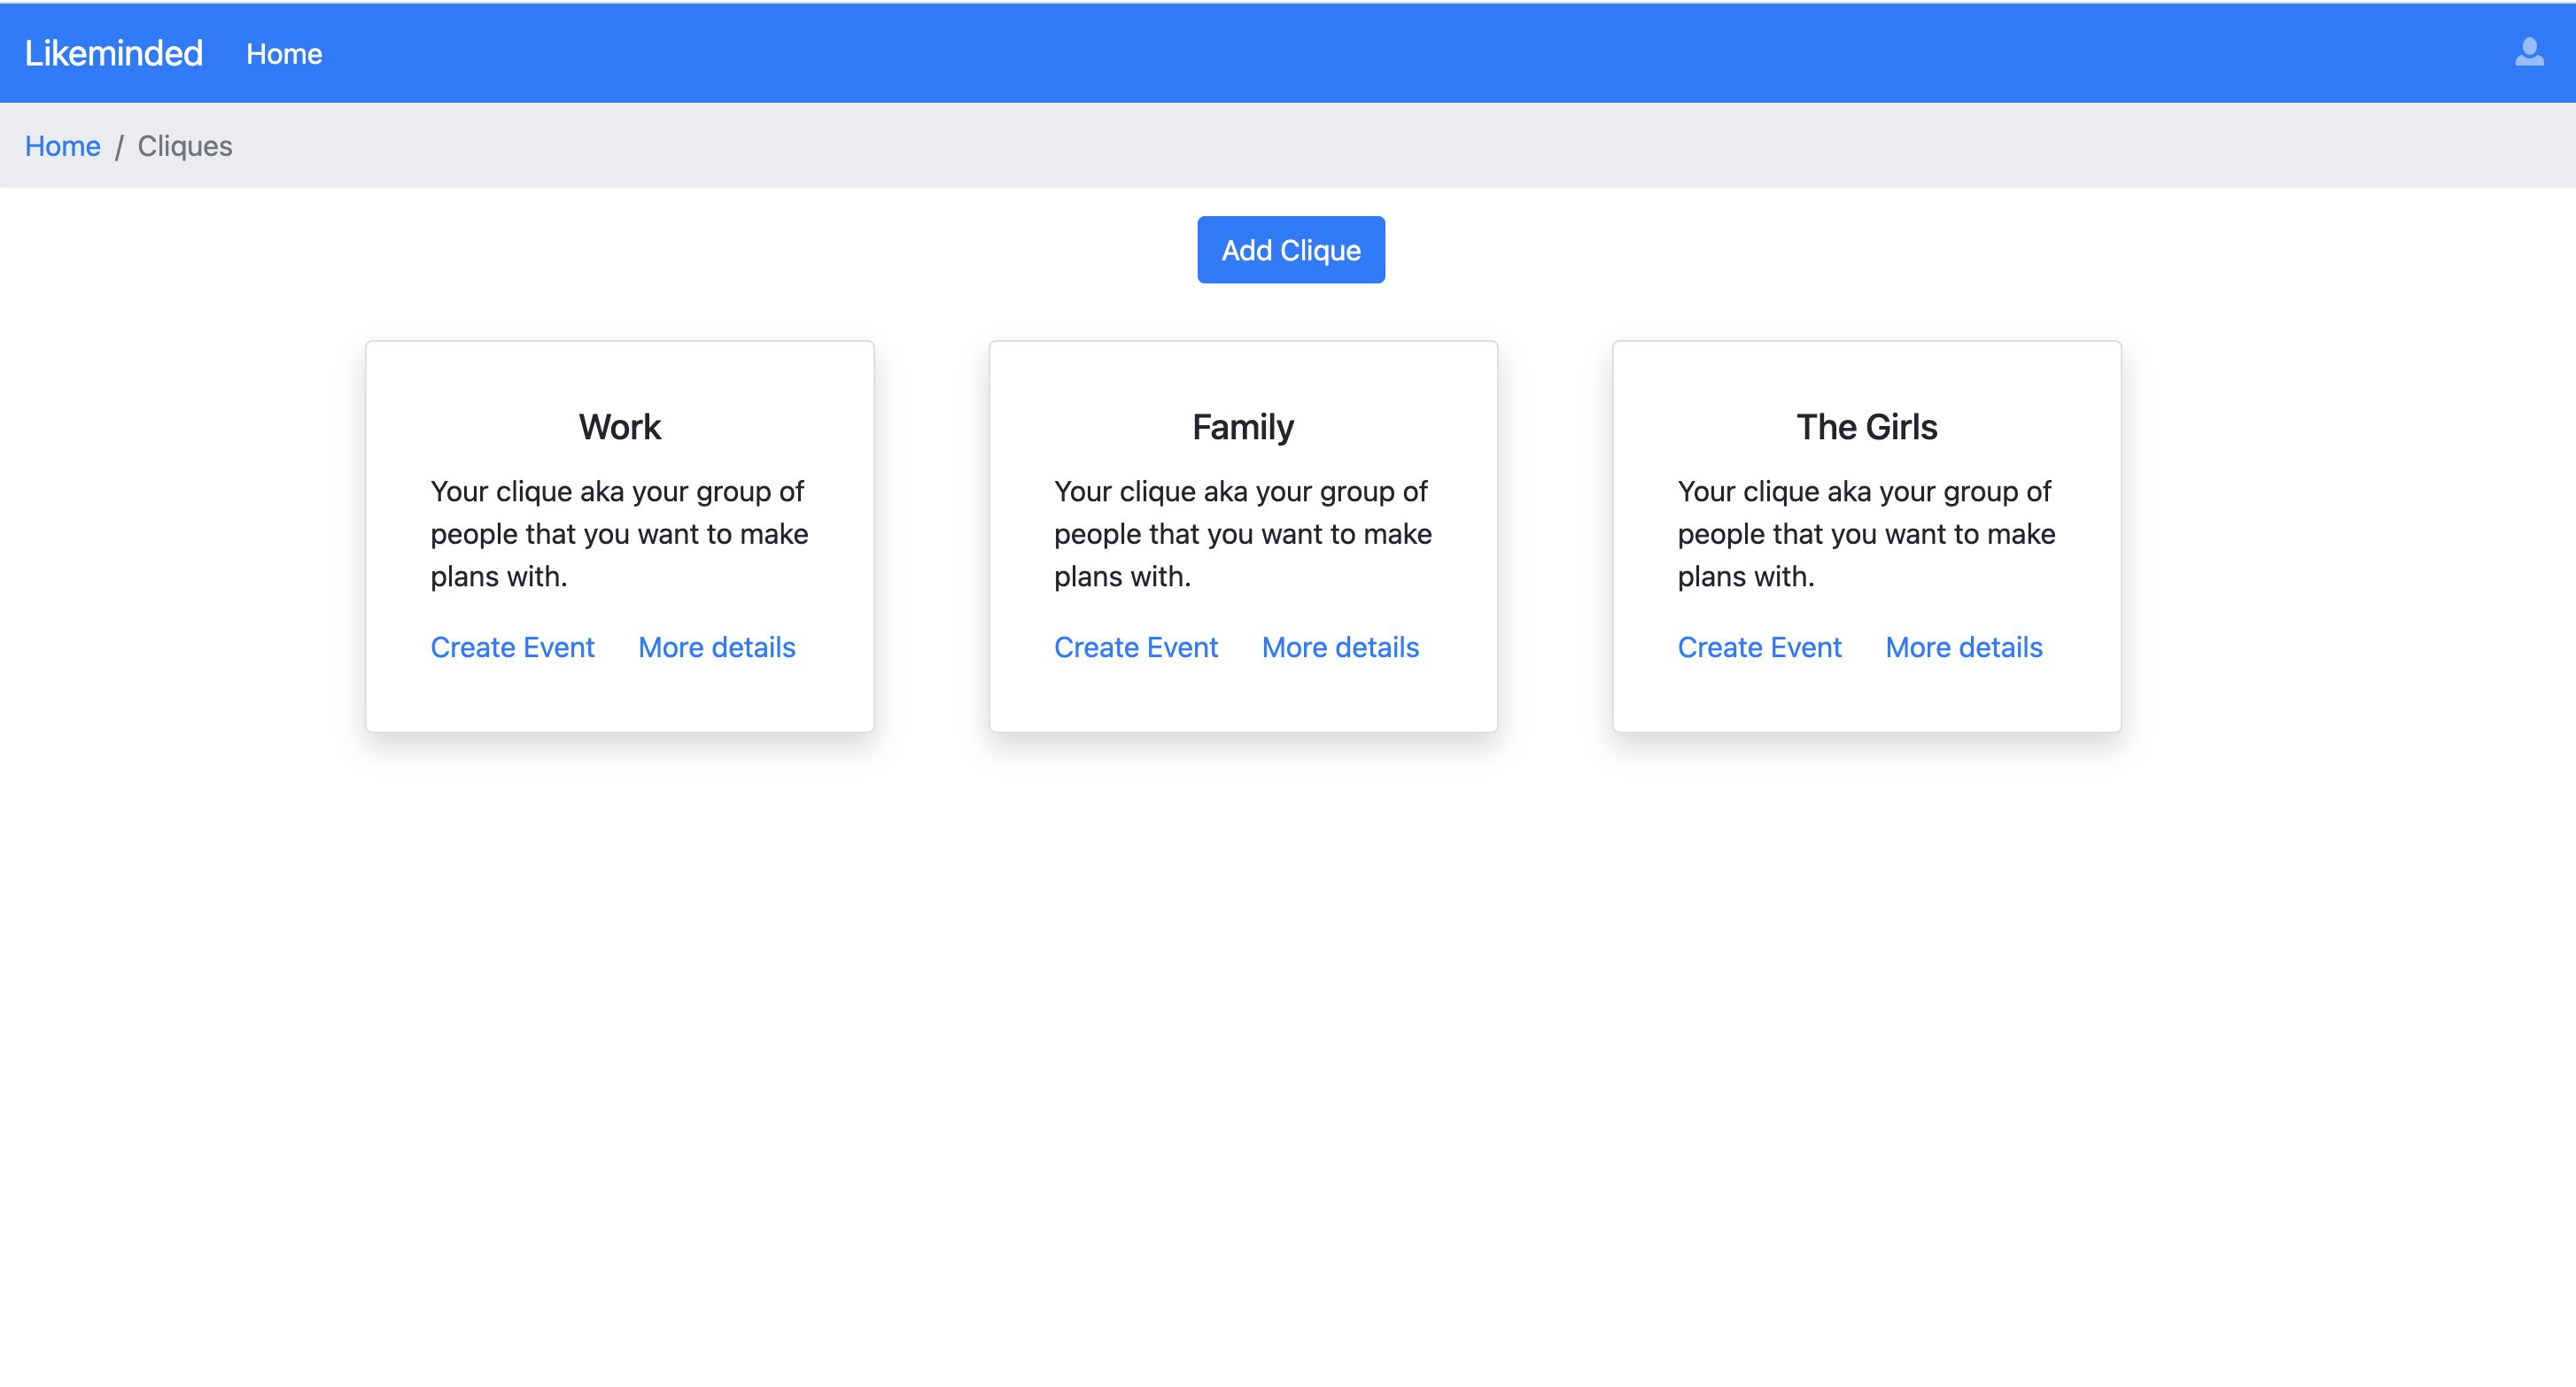 Likeminded Home
Home / Cliques
Add Clique
Work
Your clique aka your group of
people that you want to make
plans with.
Create Event More details
Family
Your clique aka your group of
people that you want to make
plans with.
Create Event More details
The Girls
Your clique aka your group of
people that you want to make
plans with.
Create Event More details